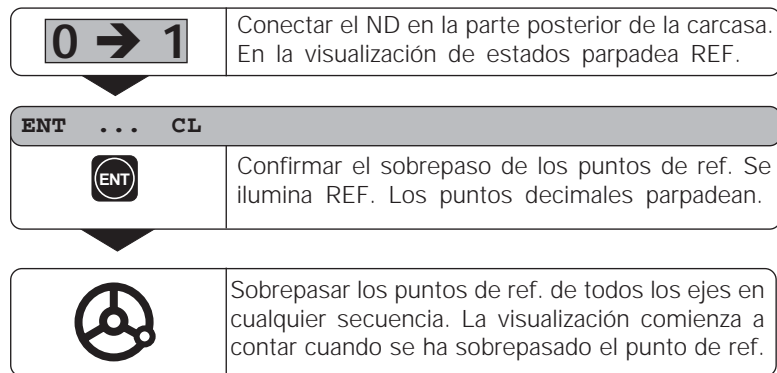 0 → 1
Conectar el ND en la parte posterior de la carcasa.
En la visualización de estados parpadea REF.
ENT ... CL
ENT
Confirmar el sobrepaso de los puntos de ref. Se
ilumina REF. Los puntos decimales parpadean.
Sobrepasar los puntos de ref. de todos los ejes en
cualquier secuencia. La visualización comienza a
contar cuando se ha sobrepasado el punto de ref.